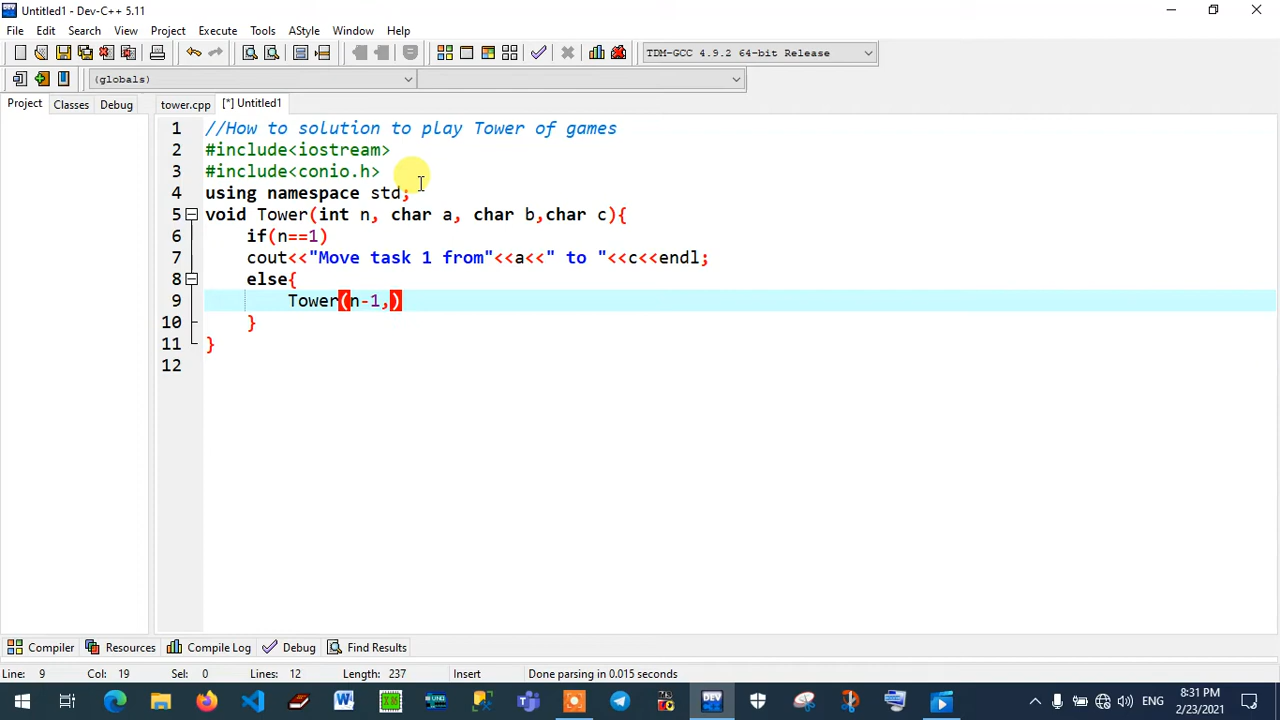 Untitled1 - Dev-C++ 5.11
File Edit Search View Project Execute Tools AStyle Window Help
TDM-GCC 4.9.2 64-bit Release
(globals)
Project Classes Debug tower.cpp [*] Untitled1
1 //How to solution to play Tower of games
2 #include<iostream>
3 #include<conio.h>
4 using namespace std;
5 void Tower(int n, char a, char b,char c){
6 if(n==1)
7 cout<<"Move task 1 from"<<a<<" to "<<c<<endl;
8 else{
9 Tower(n-1,)
10 }
11 }
12
Compiler Resources Compile Log Debug Find Results
Line: 9 Col: 19 Sel: 0 Lines: 12 Length: 237 Insert Done parsing in 0.015 seconds
ENG 8:31 PM
2/23/2021